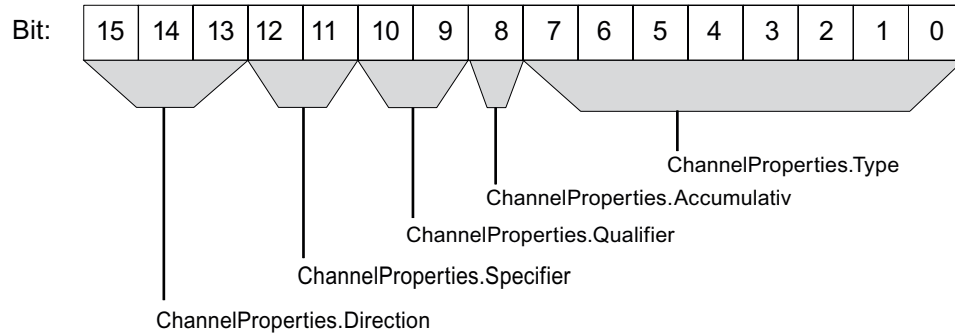 Bit: 15 14 13 12 11 10 9 8 7 6 5 4 3 2 1 0
ChannelProperties.Type
ChannelProperties.Accumulativ
ChannelProperties.Qualifier
ChannelProperties.Specifier
ChannelProperties.Direction